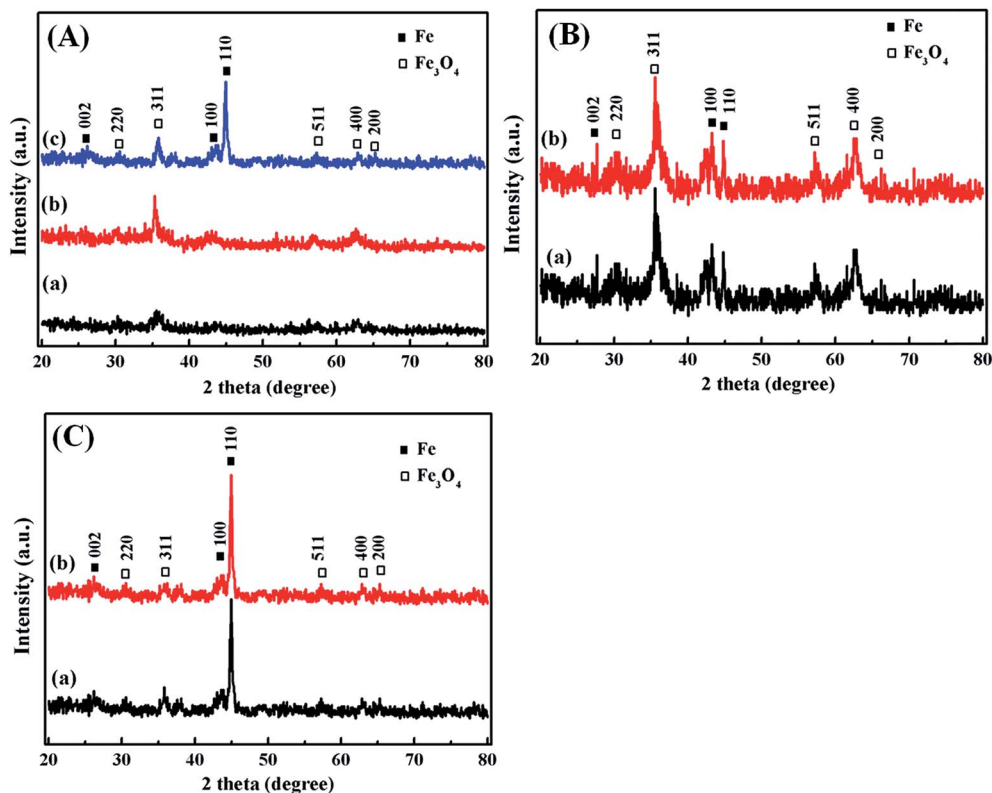 (A)
■ Fe
□ Fe₃O₄
002
220
311
100
110
511
400
200
(c)
(b)
(a)
Intensity (a.u.)
20 30 40 50 60 70 80
2 theta (degree)
(B)
■ Fe
□ Fe₃O₄
002
220
311
100
110
511
400
200
(b)
(a)
Intensity (a.u.)
20 30 40 50 60 70 80
2 theta (degree)
(C)
■ Fe
□ Fe₃O₄
002
220
311
100
110
511
400
200
(b)
(a)
Intensity (a.u.)
20 30 40 50 60 70 80
2 theta (degree)